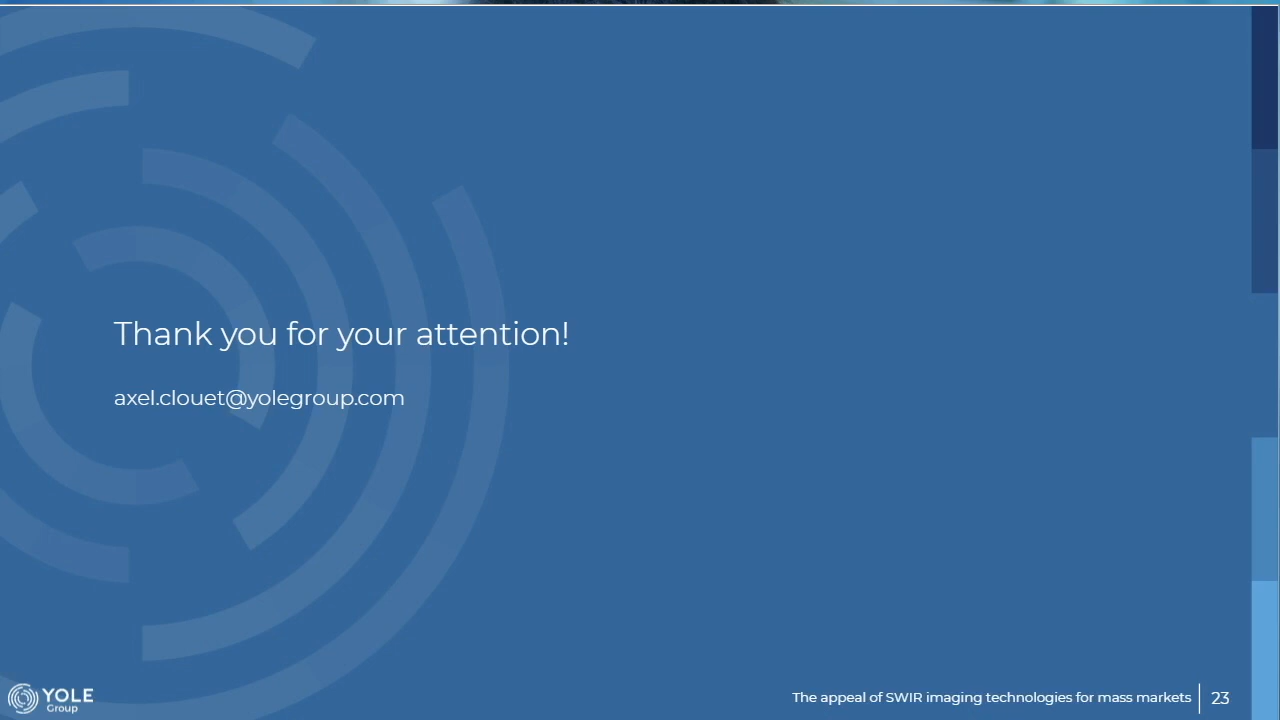 Thank you for your attention!
axel.clouet@yolegroup.com
YOLE
Group
The appeal of SWIR imaging technologies for mass markets
23